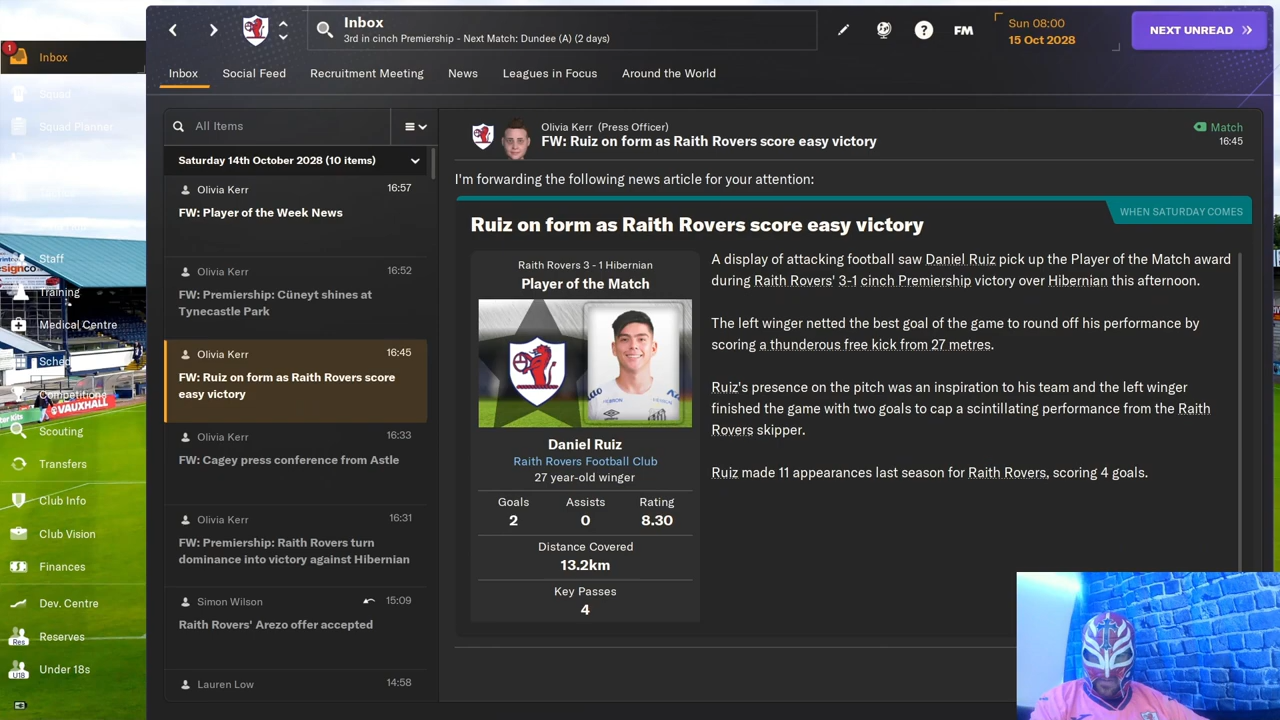 Inbox
3rd in cinch Premiership - Next Match: Dundee (A) (2 days)
FM
Sun 08:00
15 Oct 2028
NEXT UNREAD
Inbox
Social Feed
Recruitment Meeting
News
Leagues in Focus
Around the World
1
Inbox
Squad
Squad Planner
Staff
Training
Medical Centre
Sched
Competitions
Scouting
Transfers
Club Info
Club Vision
Finances
Dev. Centre
Res
Reserves
U18
Under 18s
VAUXHALL
All Items
Saturday 14th October 2028 (10 items)
Olivia Kerr
16:57
FW: Player of the Week News
Olivia Kerr
16:52
FW: Premiership: Cüneyt shines at
Tynecastle Park
Olivia Kerr
16:45
FW: Ruiz on form as Raith Rovers score
easy victory
Olivia Kerr
16:33
FW: Cagey press conference from Astle
Olivia Kerr
16:31
FW: Premiership: Raith Rovers turn
dominance into victory against Hibernian
Simon Wilson
15:09
Raith Rovers' Arezo offer accepted
Lauren Low
14:58
Olivia Kerr (Press Officer)
FW: Ruiz on form as Raith Rovers score easy victory
Match
16:45
I'm forwarding the following news article for your attention:
WHEN SATURDAY COMES
Ruiz on form as Raith Rovers score easy victory
Raith Rovers 3 - 1 Hibernian
Player of the Match
Daniel Ruiz
Raith Rovers Football Club
27 year-old winger
Goals
Assists
Rating
2
0
8.30
Distance Covered
13.2km
Key Passes
4
A display of attacking football saw Daniel Ruiz pick up the Player of the Match award
during Raith Rovers' 3-1 cinch Premiership victory over Hibernian this afternoon.
The left winger netted the best goal of the game to round off his performance by
scoring a thunderous free kick from 27 metres.
Ruiz's presence on the pitch was an inspiration to his team and the left winger
finished the game with two goals to cap a scintillating performance from the Raith
Rovers skipper.
Ruiz made 11 appearances last season for Raith Rovers, scoring 4 goals.